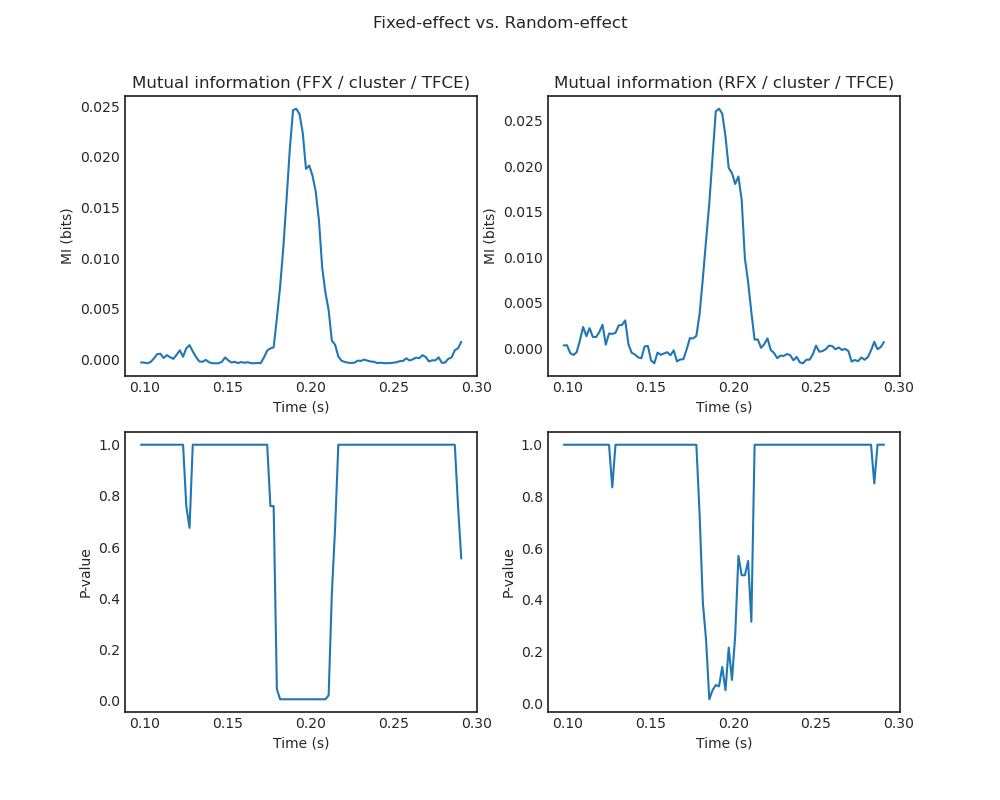 Fixed-effect vs. Random-effect
Mutual information (FFX / cluster / TFCE)
MI (bits)
0.025
0.020
0.015
0.010
0.005
0.000
0.10 0.15 0.20 0.25 0.30
Time (s)
Mutual information (RFX / cluster / TFCE)
MI (bits)
0.025
0.020
0.015
0.010
0.005
0.000
0.10 0.15 0.20 0.25 0.30
Time (s)
P-value
1.0
0.8
0.6
0.4
0.2
0.0
0.10 0.15 0.20 0.25 0.30
Time (s)
P-value
1.0
0.8
0.6
0.4
0.2
0.0
0.10 0.15 0.20 0.25 0.30
Time (s)